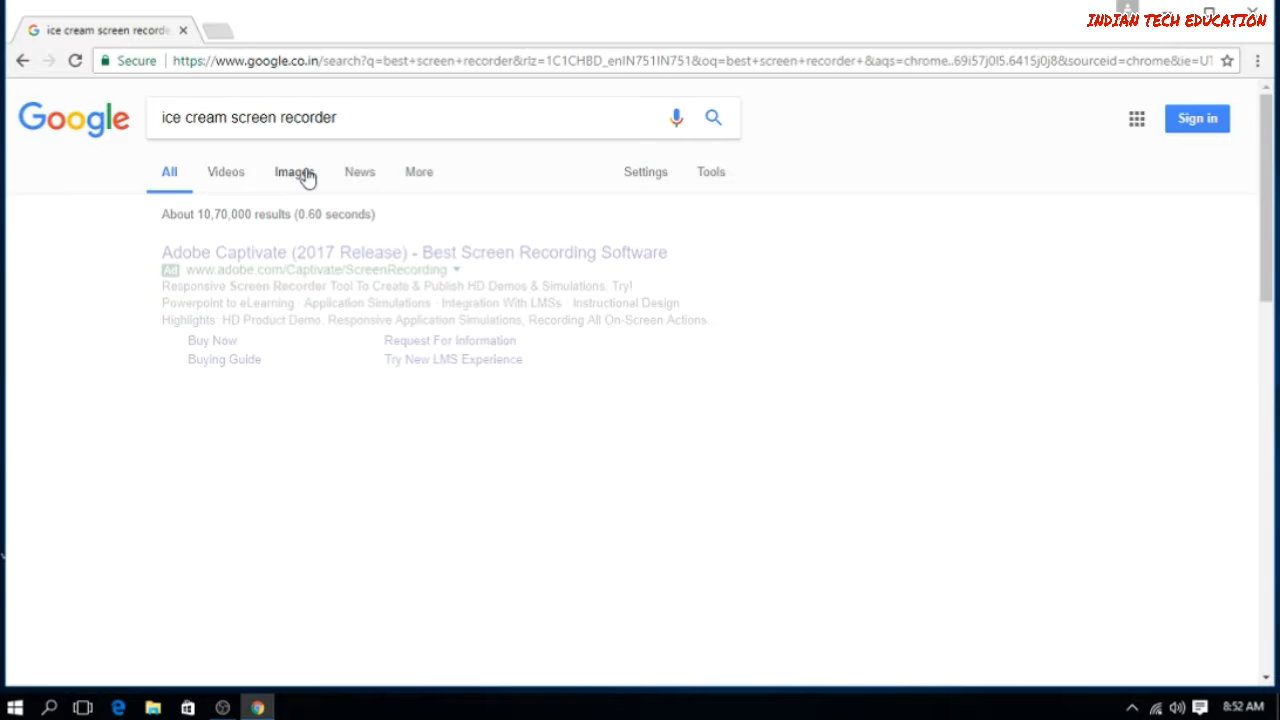 INDIAN TECH EDUCATION
ice cream screen recorde
Secure https://www.google.co.in/search?q=best+screen+recorder&rlz=1C1CHBD_enIN751IN751&oq=best+screen+recorder+&aqs=chrome..69i57j0l5.6415j0j8&sourceid=chrome&ie=UT
Google ice cream screen recorder Sign in
All Videos Images News More Settings Tools
About 10,70,000 results (0.60 seconds)
Adobe Captivate (2017 Release) - Best Screen Recording Software
Ad www.adobe.com/Captivate/ScreenRecording
Responsive Screen Recorder Tool To Create & Publish HD Demos & Simulations. Try!
Powerpoint to eLearning · Application Simulations · Integration With LMSs · Instructional Design
Highlights: HD Product Demo, Responsive Application Simulations, Recording All On-Screen Actions...
Buy Now Request For Information
Buying Guide Try New LMS Experience
8:52 AM